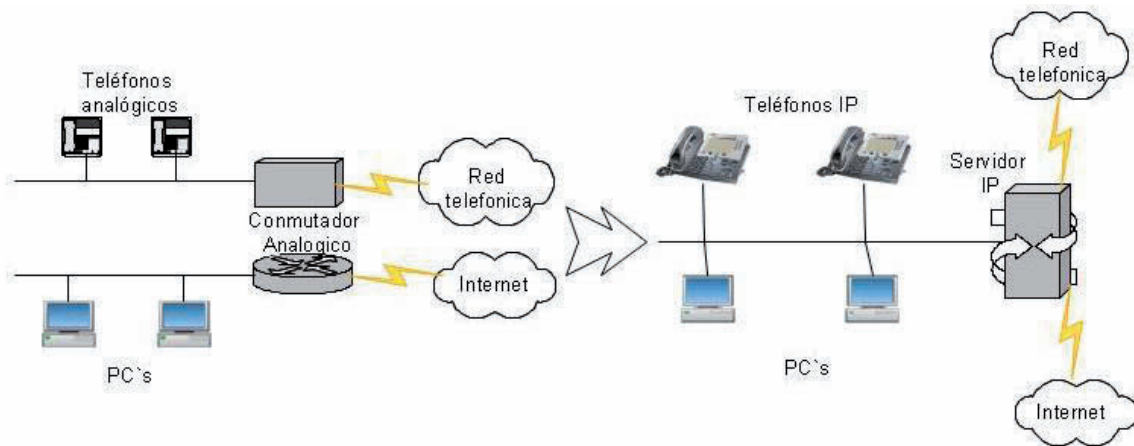 Teléfonos
analógicos
Red
telefonica
Conmutador
Analogico
Internet
PC`s
Teléfonos IP
Red
telefonica
Servidor
IP
PC`s
Internet